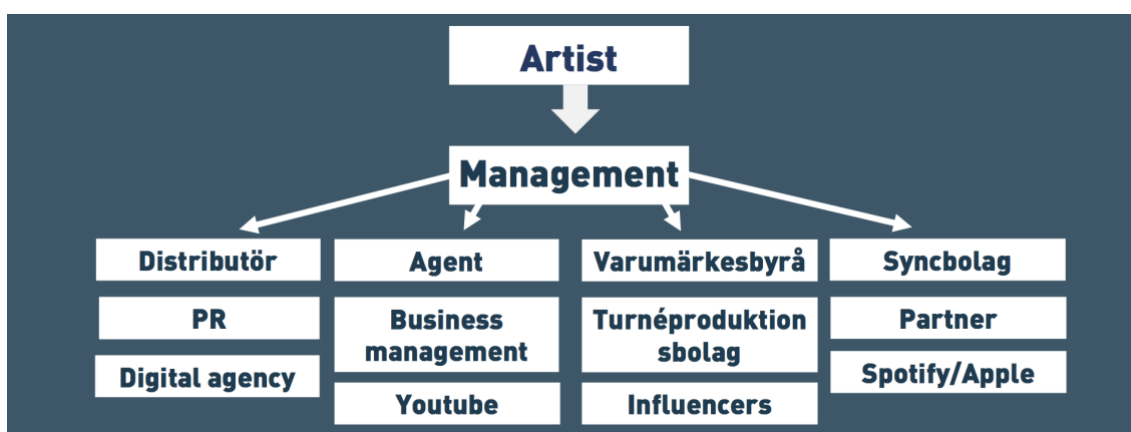 Artist
Management
Distributör
Agent
Varumärkesbyrå
Syncbolag
PR
Business
management
Turnéproduktion
sbolag
Partner
Digital agency
Youtube
Influencers
Spotify/Apple